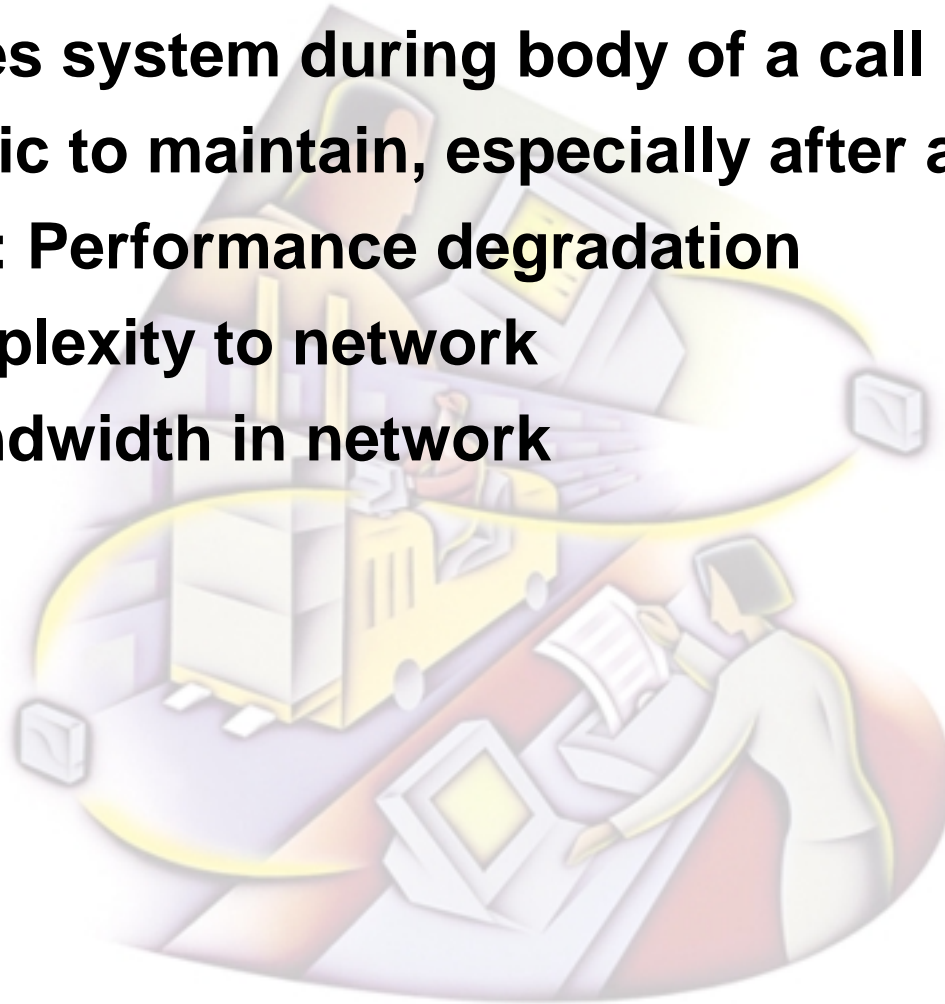 es system during body of a call
ic to maintain, especially after a
: Performance degradation
plexity to network
ndwidth in network